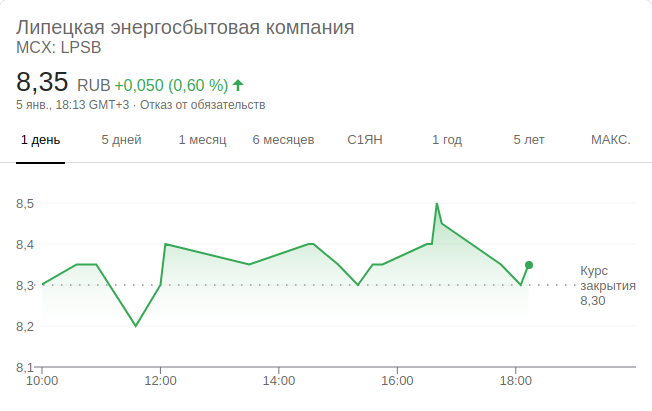 Липецкая энергосбытовая компания
MCX: LPSB
8,35 RUB +0,050 (0,60 %)
5 янв., 18:13 GMT+3 · Отказ от обязательств
1 день 5 дней 1 месяц 6 месяцев С1ЯН 1 год 5 лет МАКС.
8,5
8,4
8,3
8,2
8,1
Курс
закрытия
8,30
10:00 12:00 14:00 16:00 18:00